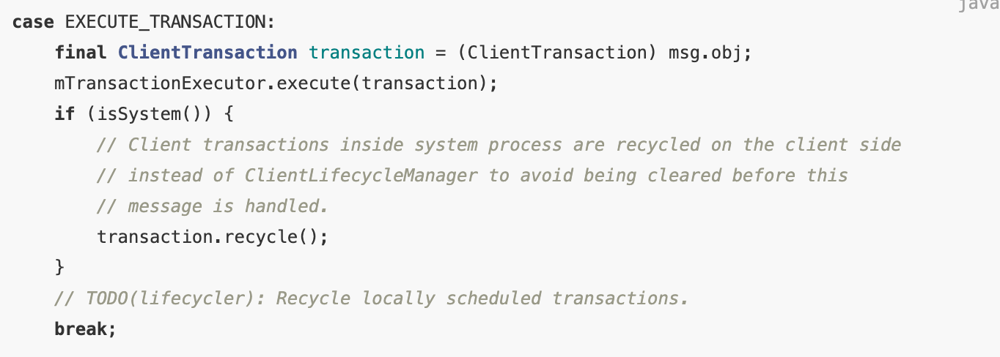 java
case EXECUTE_TRANSACTION:
    final ClientTransaction transaction = (ClientTransaction) msg.obj;
    mTransactionExecutor.execute(transaction);
    if (isSystem()) {
        // Client transactions inside system process are recycled on the client side
        // instead of ClientLifecycleManager to avoid being cleared before this
        // message is handled.
        transaction.recycle();
    }
    // TODO(lifecycler): Recycle locally scheduled transactions.
    break;